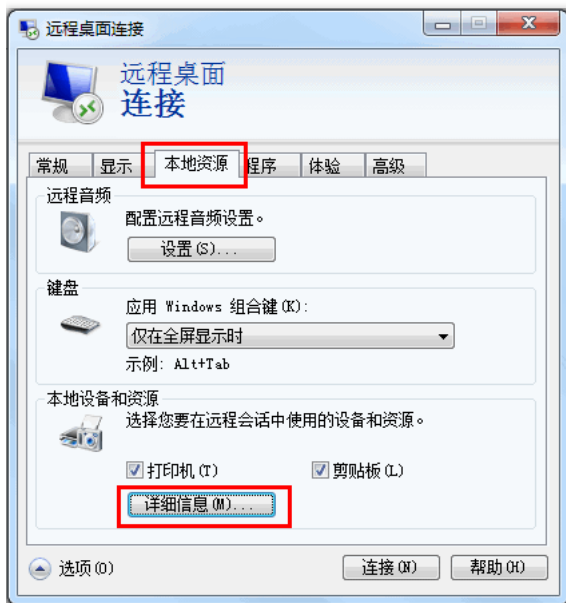 远程桌面连接
远程桌面
连接
常规 显示 本地资源 程序 体验 高级
远程音频
配置远程音频设置。
设置(S)...
键盘
应用 Windows 组合键(K):
仅在全屏显示时
示例: Alt+Tab
本地设备和资源
选择您要在远程会话中使用的设备和资源。
打印机(T) 剪贴板(L)
详细信息(M)...
选项(O) 连接(N) 帮助(H)